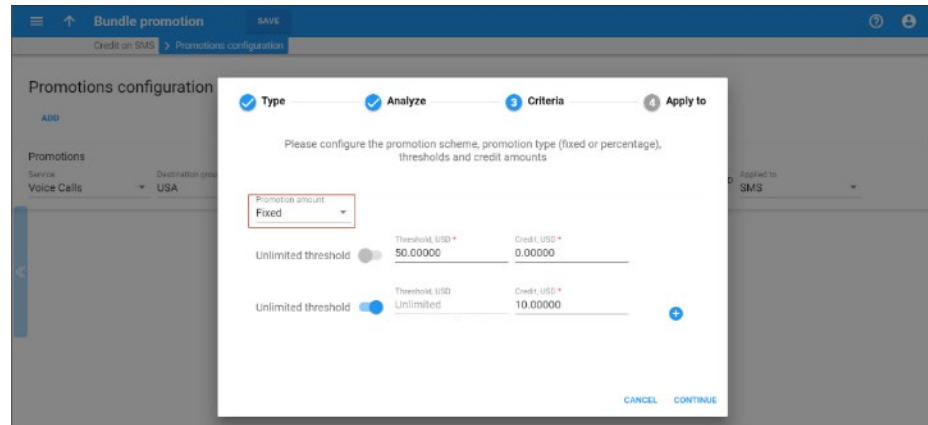 Bundle promotion SAVE
Credit on SMS > Promotions configuration
Promotions configuration
ADD
Promotions
Service
Voice Calls
Destination grou
USA
Applied to
SMS
Type
Analyze
3 Criteria
4 Apply to
Please configure the promotion scheme, promotion type (fixed or percentage),
thresholds and credit amounts
Promotion amount
Fixed
Unlimited threshold
Threshold, USD *
50.00000
Credit, USD *
0.00000
Unlimited threshold
Threshold, USD
Unlimited
Credit, USD *
10.00000
CANCEL CONTINUE